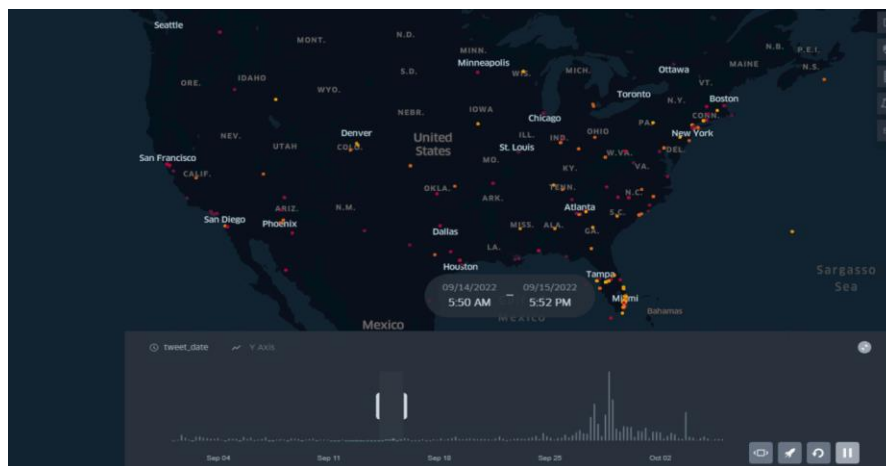 Seattle
N.D.
MONT.
N.B.
P.E.I.
MINN.
Minneapolis
MAINE
N.S.
S.D.
WIS.
MICH.
Ottawa
ORE.
IDAHO
VT.
WYO.
Toronto
N.Y.
Boston
NEBR.
IOWA
Chicago
CONN.
PA.
New York
NEV.
Denver
United
States
ILL.
IND.
OHIO
UTAH
COLO.
St. Louis
W.VA.
DEL.
San Francisco
MO.
KY.
VA.
CALIF.
OKLA.
TENN.
N.C.
ARK.
ARIZ.
N.M.
Atlanta
S.C.
San Diego
Phoenix
Dallas
MISS.
ALA.
GA.
LA.
Houston
Tampa
Sargasso
Sea
09/14/2022
5:50 AM
–
09/15/2022
5:52 PM
Miami
Bahamas
Mexico
MEXICO
tweet_date
Y Axis
Sep 04
Sep 11
Sep 18
Sep 25
Oct 02